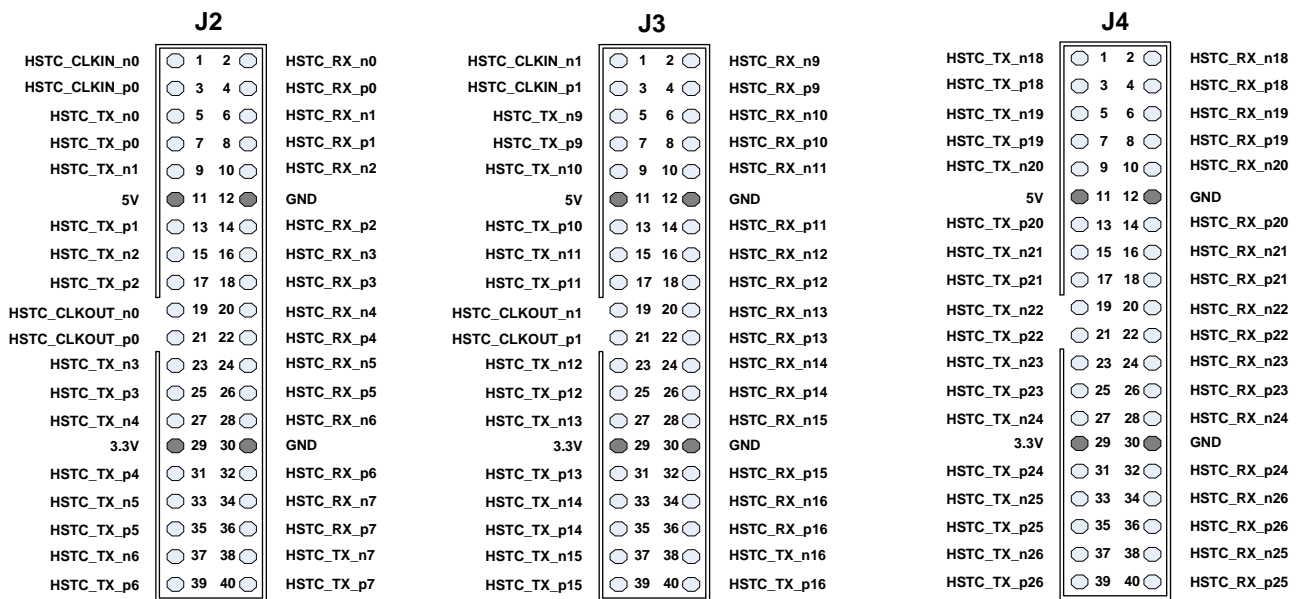 J2 J3 J4
HSTC_CLKIN_n0 1 2 HSTC_RX_n0 HSTC_CLKIN_n1 1 2 HSTC_RX_n9 HSTC_TX_n18 1 2 HSTC_RX_n18
HSTC_CLKIN_p0 3 4 HSTC_RX_p0 HSTC_CLKIN_p1 3 4 HSTC_RX_p9 HSTC_TX_p18 3 4 HSTC_RX_p18
HSTC_TX_n0 5 6 HSTC_RX_n1 HSTC_TX_n9 5 6 HSTC_RX_n10 HSTC_TX_n19 5 6 HSTC_RX_n19
HSTC_TX_p0 7 8 HSTC_RX_p1 HSTC_TX_p9 7 8 HSTC_RX_p10 HSTC_TX_p19 7 8 HSTC_RX_p19
HSTC_TX_n1 9 10 HSTC_RX_n2 HSTC_TX_n10 9 10 HSTC_RX_n11 HSTC_TX_n20 9 10 HSTC_RX_n20
5V 11 12 GND 5V 11 12 GND 5V 11 12 GND
HSTC_TX_p1 13 14 HSTC_RX_p2 HSTC_TX_p10 13 14 HSTC_RX_p11 HSTC_TX_p20 13 14 HSTC_RX_p20
HSTC_TX_n2 15 16 HSTC_RX_n3 HSTC_TX_n11 15 16 HSTC_RX_n12 HSTC_TX_n21 15 16 HSTC_RX_n21
HSTC_TX_p2 17 18 HSTC_RX_p3 HSTC_TX_p11 17 18 HSTC_RX_p12 HSTC_TX_p21 17 18 HSTC_RX_p21
HSTC_CLKOUT_n0 19 20 HSTC_RX_n4 HSTC_CLKOUT_n1 19 20 HSTC_RX_n13 HSTC_TX_n22 19 20 HSTC_RX_n22
HSTC_CLKOUT_p0 21 22 HSTC_RX_p4 HSTC_CLKOUT_p1 21 22 HSTC_RX_p13 HSTC_TX_p22 21 22 HSTC_RX_p22
HSTC_TX_n3 23 24 HSTC_RX_n5 HSTC_TX_n12 23 24 HSTC_RX_n14 HSTC_TX_n23 23 24 HSTC_RX_n23
HSTC_TX_p3 25 26 HSTC_RX_p5 HSTC_TX_p12 25 26 HSTC_RX_p14 HSTC_TX_p23 25 26 HSTC_RX_p23
HSTC_TX_n4 27 28 HSTC_RX_n6 HSTC_TX_n13 27 28 HSTC_RX_n15 HSTC_TX_n24 27 28 HSTC_RX_n24
3.3V 29 30 GND 3.3V 29 30 GND 3.3V 29 30 GND
HSTC_TX_p4 31 32 HSTC_RX_p6 HSTC_TX_p13 31 32 HSTC_RX_p15 HSTC_TX_p24 31 32 HSTC_RX_p24
HSTC_TX_n5 33 34 HSTC_RX_n7 HSTC_TX_n14 33 34 HSTC_RX_n16 HSTC_TX_n25 33 34 HSTC_RX_n26
HSTC_TX_p5 35 36 HSTC_RX_p7 HSTC_TX_p14 35 36 HSTC_RX_p16 HSTC_TX_p25 35 36 HSTC_RX_p26
HSTC_TX_n6 37 38 HSTC_TX_n7 HSTC_TX_n15 37 38 HSTC_TX_n16 HSTC_TX_n26 37 38 HSTC_RX_n25
HSTC_TX_p6 39 40 HSTC_TX_p7 HSTC_TX_p15 39 40 HSTC_TX_p16 HSTC_TX_p26 39 40 HSTC_RX_p25